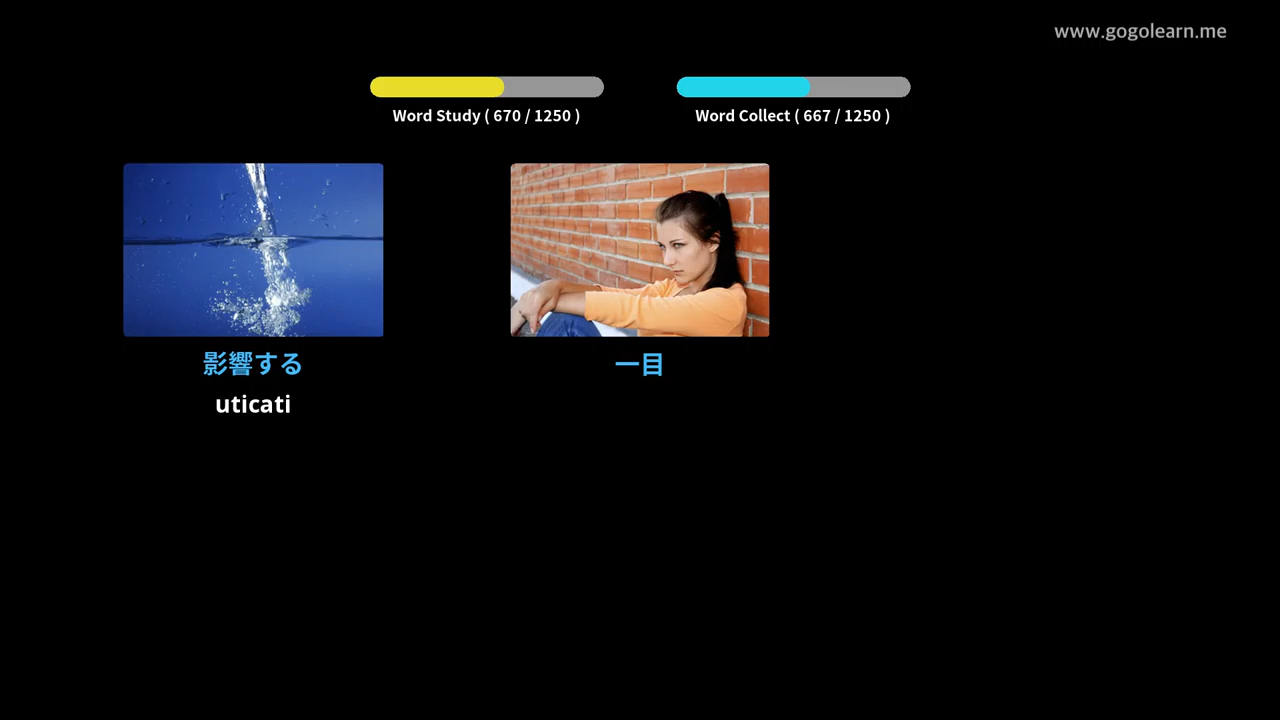 www.gogolearn.me
Word Study ( 670 / 1250 )
Word Collect ( 667 / 1250 )
影響する
uticati
一目